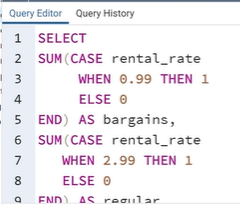 Query Editor Query History
1 SELECT
2 SUM(CASE rental_rate
3 WHEN 0.99 THEN 1
4 ELSE 0
5 END) AS bargains,
6 SUM(CASE rental_rate
7 WHEN 2.99 THEN 1
8 ELSE 0
9 END) AS regular